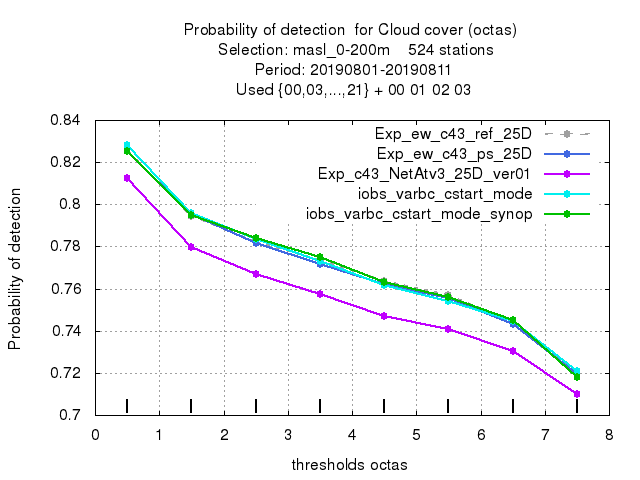 Probability of detection  for Cloud cover (octas)
Selection: masl_0-200m    524 stations
Period: 20190801-20190811
Used {00,03,...,21} + 00 01 02 03
Exp_ew_c43_ref_25D
Exp_ew_c43_ps_25D
Exp_c43_NetAtv3_25D_ver01
iobs_varbc_cstart_mode
iobs_varbc_cstart_mode_synop
Probability of detection
0.84
0.82
0.8
0.78
0.76
0.74
0.72
0.7
0 1 2 3 4 5 6 7 8
thresholds octas